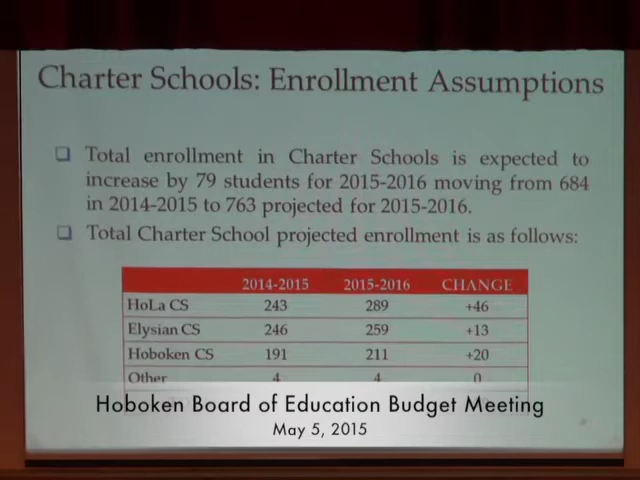 Charter Schools: Enrollment Assumptions
Total enrollment in Charter Schools is expected to
increase by 79 students for 2015-2016 moving from 684
in 2014-2015 to 763 projected for 2015-2016.
Total Charter School projected enrollment is as follows:
2014-2015 2015-2016 CHANGE
HoLa CS 243 289 +46
Elysian CS 246 259 +13
Hoboken CS 191 211 +20
Other 4 4 0
Hoboken Board of Education Budget Meeting
May 5, 2015